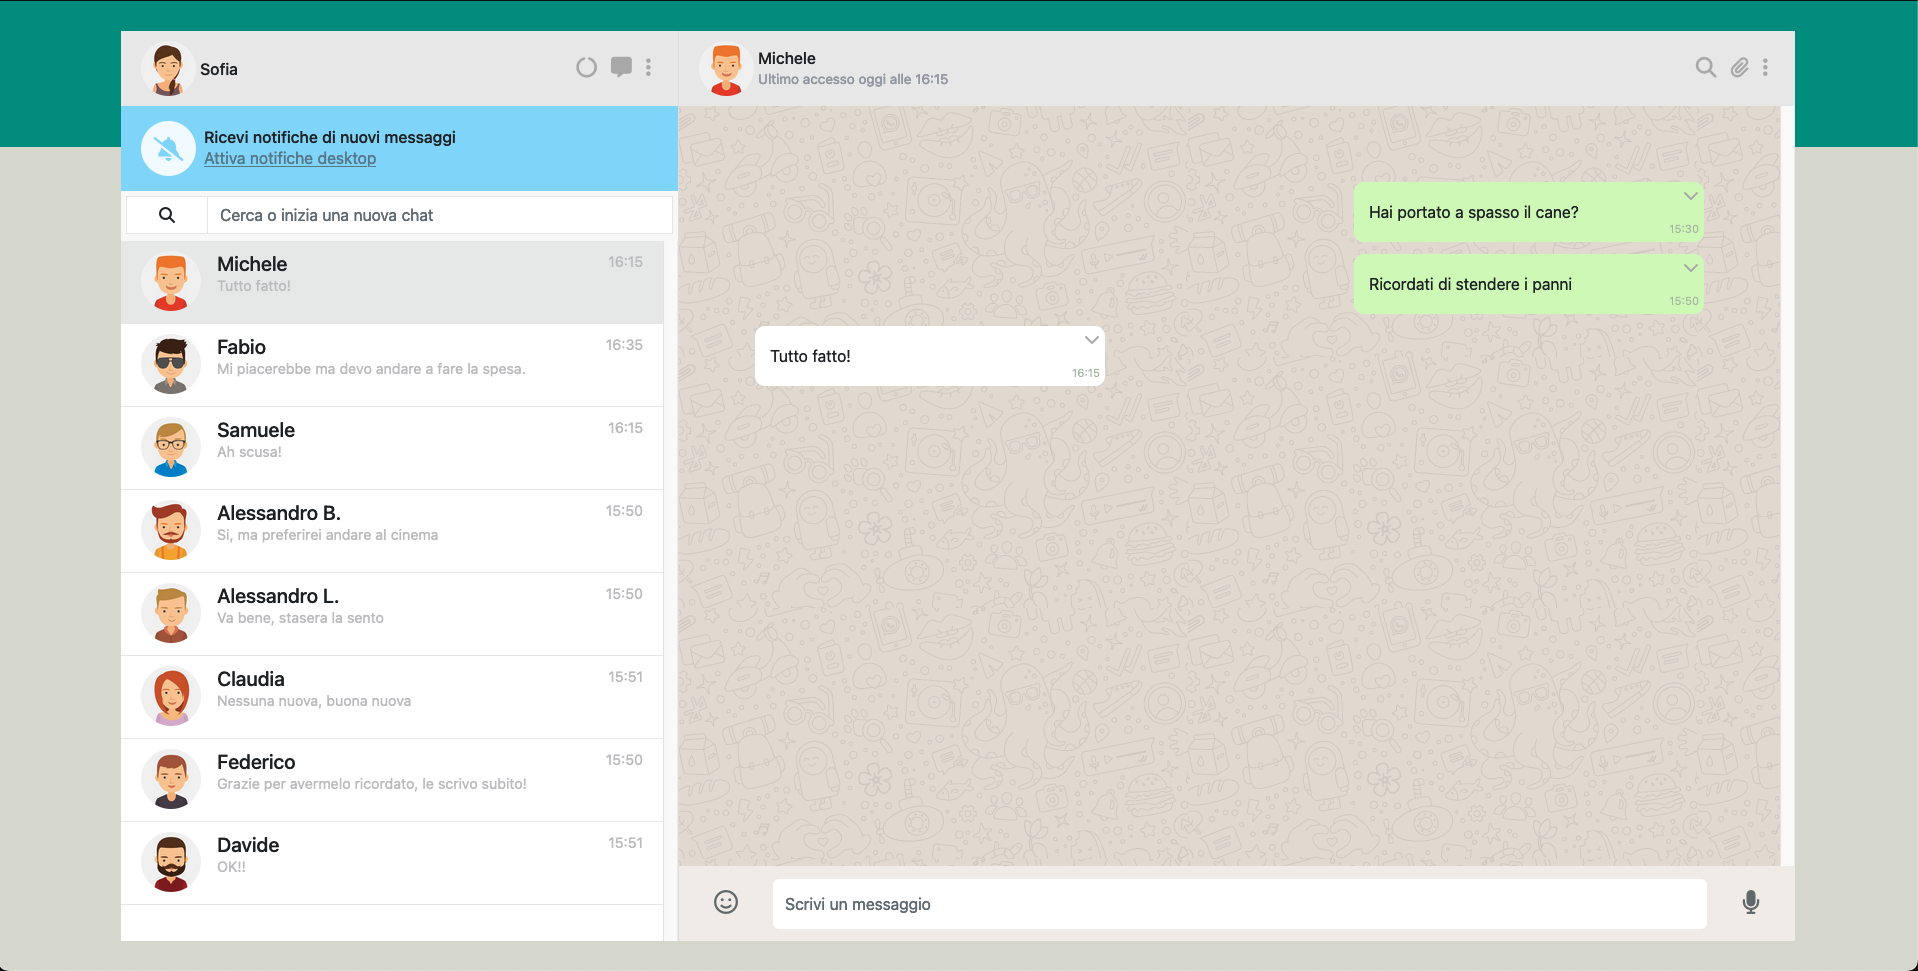 Sofia
Ricevi notifiche di nuovi messaggi
Attiva notifiche desktop
Cerca o inizia una nuova chat
Michele 16:15
Tutto fatto!
Fabio 16:35
Mi piacerebbe ma devo andare a fare la spesa.
Samuele 16:15
Ah scusa!
Alessandro B. 15:50
Si, ma preferirei andare al cinema
Alessandro L. 15:50
Va bene, stasera la sento
Claudia 15:51
Nessuna nuova, buona nuova
Federico 15:50
Grazie per avermelo ricordato, le scrivo subito!
Davide 15:51
OK!!
Michele
Ultimo accesso oggi alle 16:15
Hai portato a spasso il cane?
15:30
Ricordati di stendere i panni
15:50
Tutto fatto!
16:15
Scrivi un messaggio